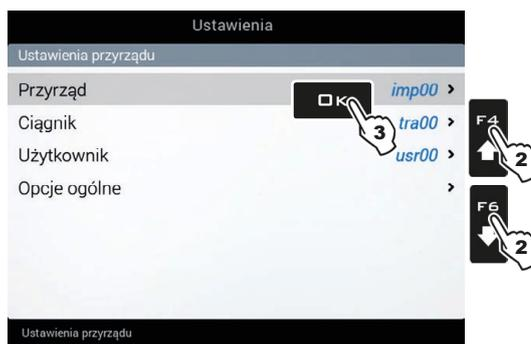 Ustawienia
Ustawienia przyrządu
Przyrząd imp00 >
OK
3
Ciągnik tra00 >
F4
2
Użytkownik usr00 >
Opcje ogólne >
F6
2
Ustawienia przyrządu